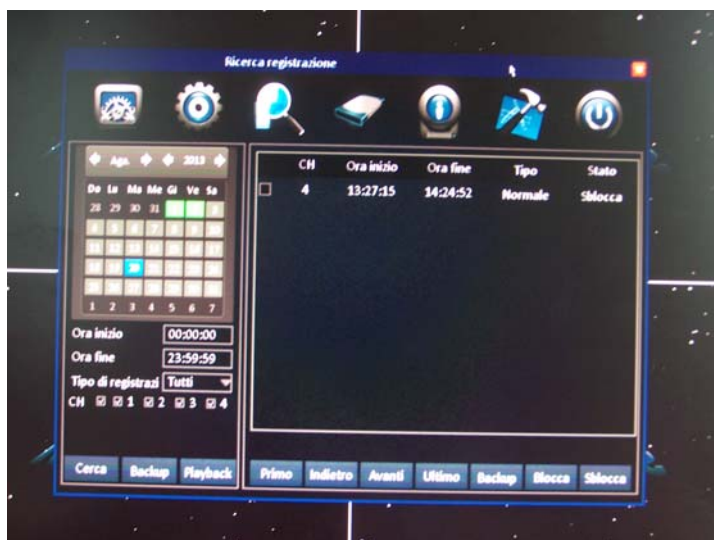 Ricerca registrazione
Ago. 2013
Do Lu Ma Me Gi Ve Sa
28 29 30 31
20
1 2 3 4 5 6 7
Ora inizio 00:00:00
Ora fine 23:59:59
Tipo di registrazi Tutti
CH 1 2 3 4
Cerca Backup Playback
CH Ora inizio Ora fine Tipo Stato
4 13:27:15 14:24:52 Normale Sblocca
Primo Indietro Avanti Ultimo Backup Blocca Sblocca